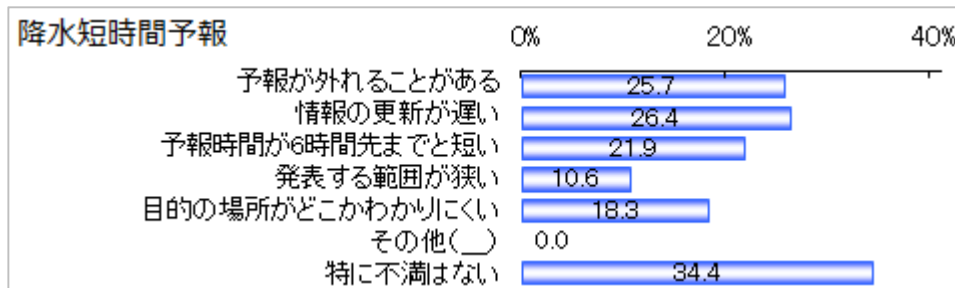 降水短時間予報
0% 20% 40%
予報が外れることがある 25.7
情報の更新が遅い 26.4
予報時間が6時間先までと短い 21.9
発表する範囲が狭い 10.6
目的の場所がどこかわかりにくい 18.3
その他(__) 0.0
特に不満はない 34.4